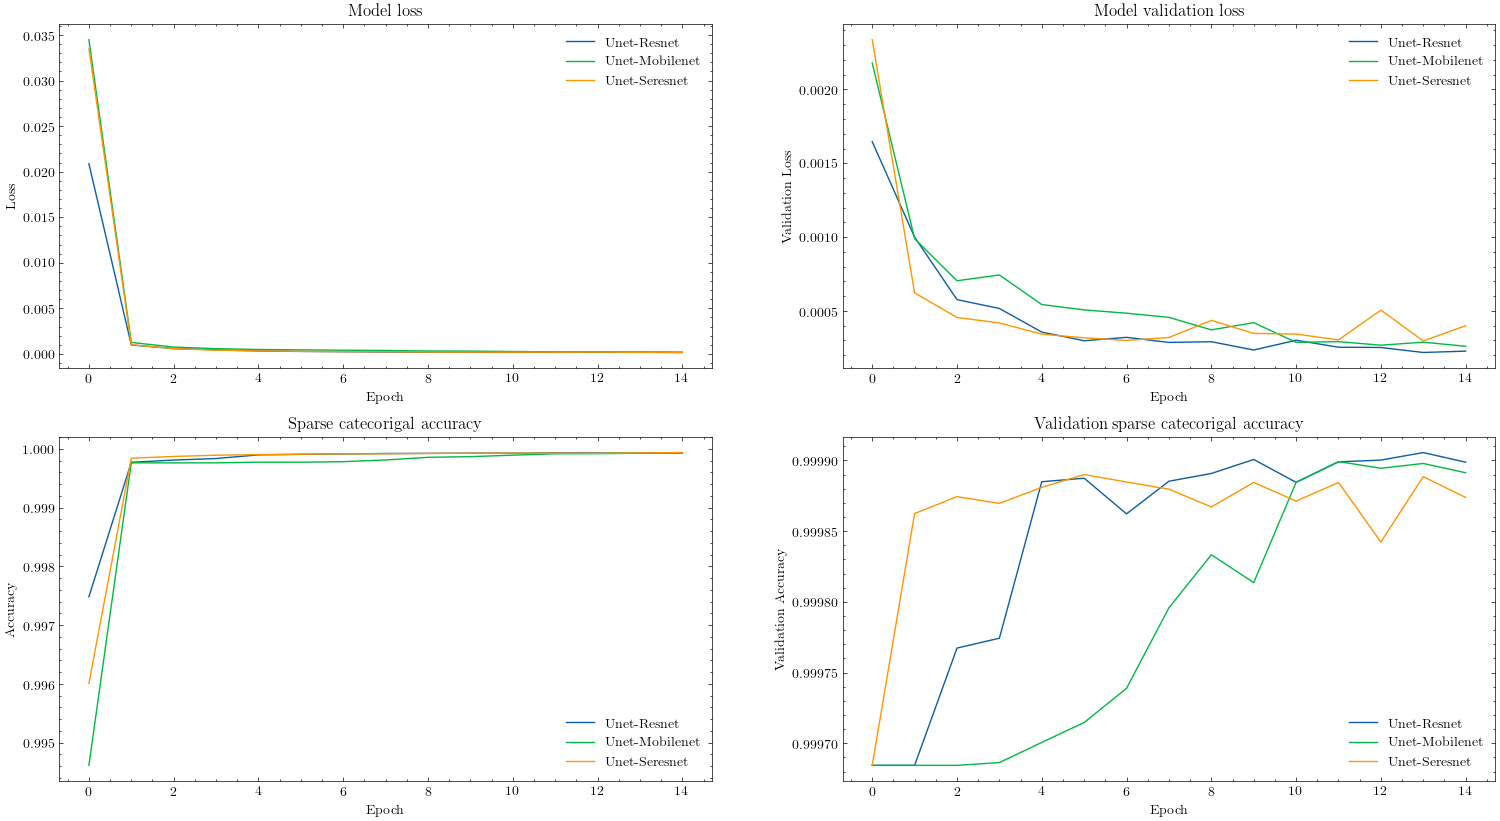 Model loss
0.035
0.030
0.025
0.020
0.015
0.010
0.005
0.000
Loss
0 2 4 6 8 10 12 14
Epoch
Unet-Resnet
Unet-Mobilenet
Unet-Seresnet
Model validation loss
0.0020
0.0015
0.0010
0.0005
Validation Loss
0 2 4 6 8 10 12 14
Epoch
Unet-Resnet
Unet-Mobilenet
Unet-Seresnet
Sparse catecorigal accuracy
1.000
0.999
0.998
0.997
0.996
0.995
Accuracy
0 2 4 6 8 10 12 14
Epoch
Unet-Resnet
Unet-Mobilenet
Unet-Seresnet
Validation sparse catecorigal accuracy
0.99990
0.99985
0.99980
0.99975
0.99970
Validation Accuracy
0 2 4 6 8 10 12 14
Epoch
Unet-Resnet
Unet-Mobilenet
Unet-Seresnet